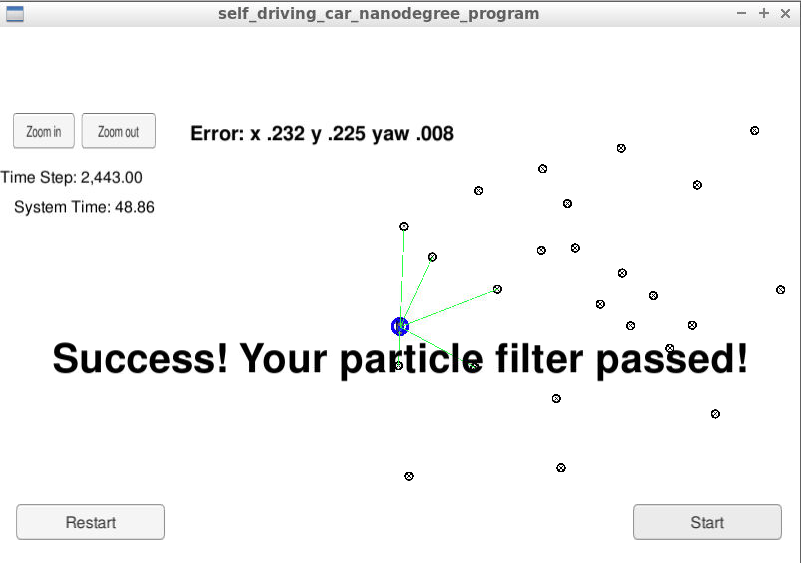 self_driving_car_nanodegree_program
Zoom in
Zoom out
Error: x .232 y .225 yaw .008
Time Step: 2,443.00
System Time: 48.86
Success! Your particle filter passed!
Restart
Start